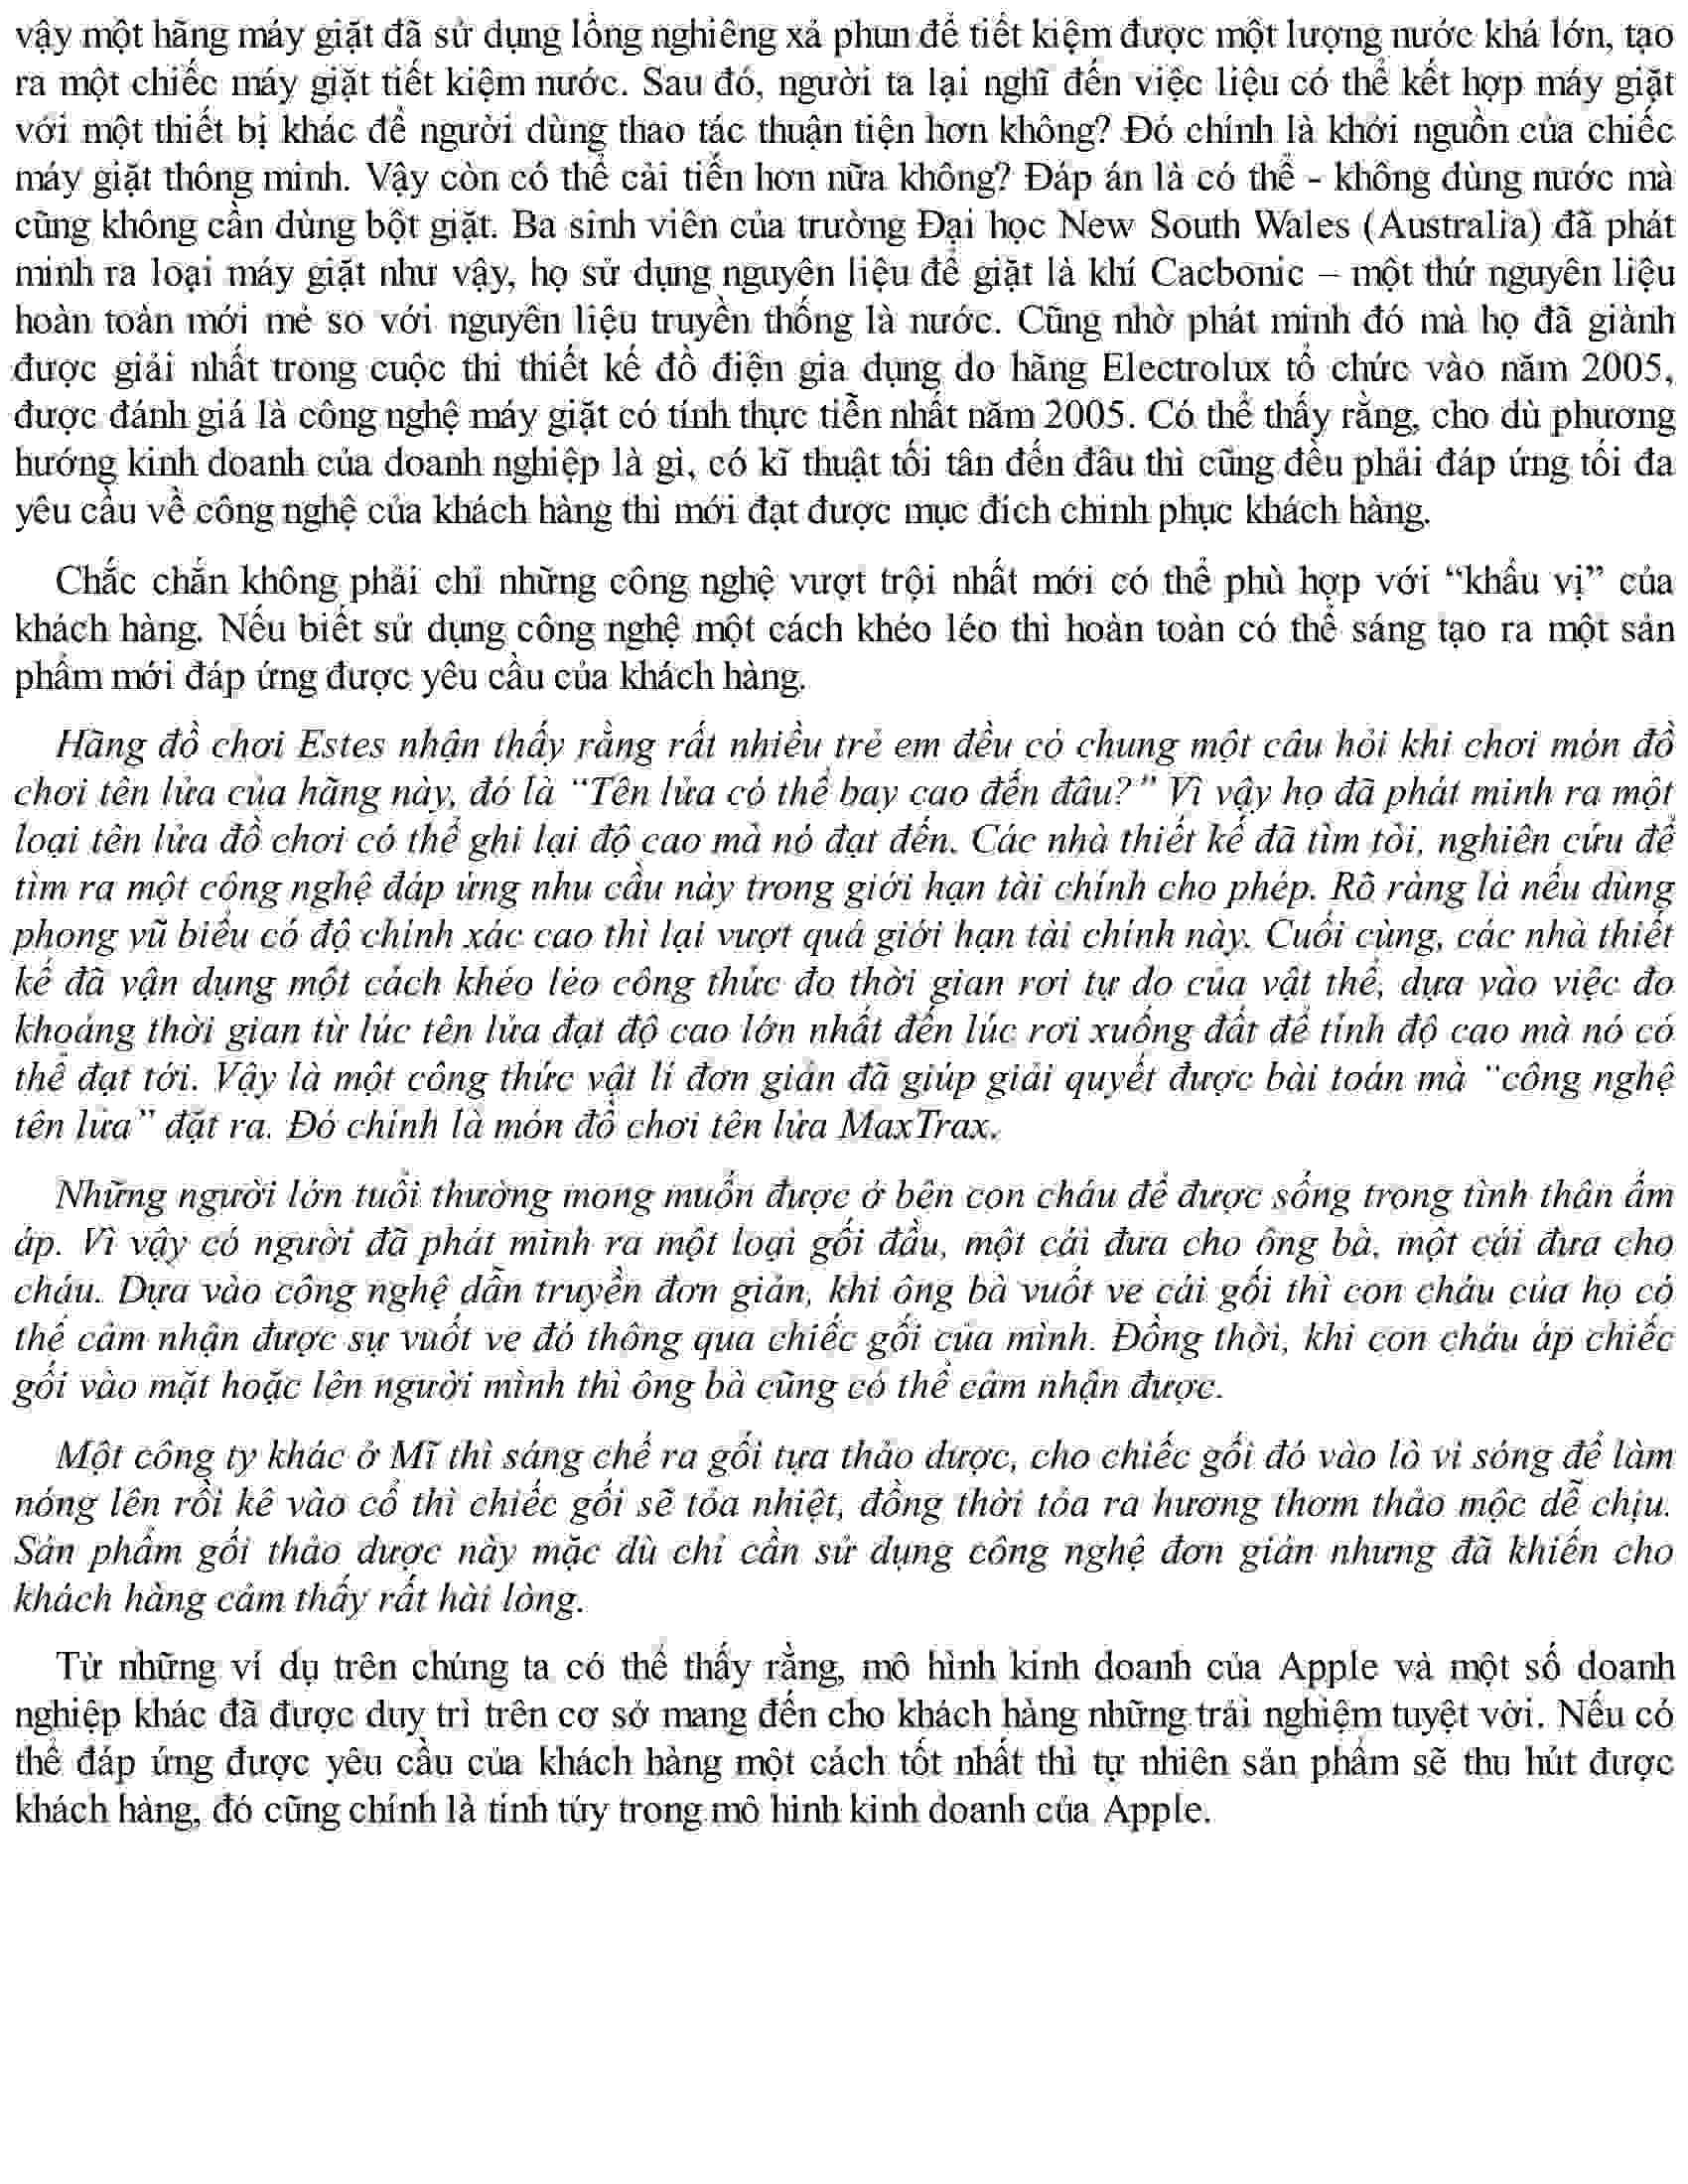 vậy một hãng máy giặt đã sử dụng lồng nghiêng xả phun để tiết kiệm được một lượng nước khá lớn, tạo
ra một chiếc máy giặt tiết kiệm nước. Sau đó, người ta lại nghĩ đến việc liệu có thể kết hợp máy giặt
với một thiết bị khác để người dùng thao tác thuận tiện hơn không? Đó chính là khởi nguồn của chiếc
máy giặt thông minh. Vậy còn có thể cải tiến hơn nữa không? Đáp án là có thể - không dùng nước mà
cũng không cần dùng bột giặt. Ba sinh viên của trường Đại học New South Wales (Australia) đã phát
minh ra loại máy giặt như vậy, họ sử dụng nguyên liệu để giặt là khí Cacbonic – một thứ nguyên liệu
hoàn toàn mới mẻ so với nguyên liệu truyền thống là nước. Cũng nhờ phát minh đó mà họ đã giành
được giải nhất trong cuộc thi thiết kế đồ điện gia dụng do hãng Electrolux tổ chức vào năm 2005,
được đánh giá là công nghệ máy giặt có tính thực tiễn nhất năm 2005. Có thể thấy rằng, cho dù phương
hướng kinh doanh của doanh nghiệp là gì, có kĩ thuật tối tân đến đâu thì cũng đều phải đáp ứng tối đa
yêu cầu về công nghệ của khách hàng thì mới đạt được mục đích chinh phục khách hàng.
Chắc chắn không phải chỉ những công nghệ vượt trội nhất mới có thể phù hợp với “khẩu vị” của
khách hàng. Nếu biết sử dụng công nghệ một cách khéo léo thì hoàn toàn có thể sáng tạo ra một sản
phẩm mới đáp ứng được yêu cầu của khách hàng.
Hãng đồ chơi Estes nhận thấy rằng rất nhiều trẻ em đều có chung một câu hỏi khi chơi món đồ
chơi tên lửa của hãng này, đó là “Tên lửa có thể bay cao đến đâu?” Vì vậy họ đã phát minh ra một
loại tên lửa đồ chơi có thể ghi lại độ cao mà nó đạt đến. Các nhà thiết kế đã tìm tòi, nghiên cứu để
tìm ra một công nghệ đáp ứng nhu cầu này trong giới hạn tài chính cho phép. Rõ ràng là nếu dùng
phong vũ biểu có độ chính xác cao thì lại vượt quá giới hạn tài chính này. Cuối cùng, các nhà thiết
kế đã vận dụng một cách khéo léo công thức đo thời gian rơi tự do của vật thể, dựa vào việc đo
khoảng thời gian từ lúc tên lửa đạt độ cao lớn nhất đến lúc rơi xuống đất để tính độ cao mà nó có
thể đạt tới. Vậy là một công thức vật lí đơn giản đã giúp giải quyết được bài toán mà “công nghệ
tên lửa” đặt ra. Đó chính là món đồ chơi tên lửa MaxTrax.
Những người lớn tuổi thường mong muốn được ở bên con cháu để được sống trong tình thân ấm
áp. Vì vậy có người đã phát minh ra một loại gối đầu, một cái đưa cho ông bà, một cái đưa cho
cháu. Dựa vào công nghệ dẫn truyền đơn giản, khi ông bà vuốt ve cái gối thì con cháu của họ có
thể cảm nhận được sự vuốt ve đó thông qua chiếc gối của mình. Đồng thời, khi con cháu áp chiếc
gối vào mặt hoặc lên người mình thì ông bà cũng có thể cảm nhận được.
Một công ty khác ở Mĩ thì sáng chế ra gối tựa thảo dược, cho chiếc gối đó vào lò vi sóng để làm
nóng lên rồi kê vào cổ thì chiếc gối sẽ tỏa nhiệt, đồng thời tỏa ra hương thơm thảo mộc dễ chịu.
Sản phẩm gối thảo dược này mặc dù chỉ cần sử dụng công nghệ đơn giản nhưng đã khiến cho
khách hàng cảm thấy rất hài lòng.
Từ những ví dụ trên chúng ta có thể thấy rằng, mô hình kinh doanh của Apple và một số doanh
nghiệp khác đã được duy trì trên cơ sở mang đến cho khách hàng những trải nghiệm tuyệt vời. Nếu có
thể đáp ứng được yêu cầu của khách hàng một cách tốt nhất thì tự nhiên sản phẩm sẽ thu hút được
khách hàng, đó cũng chính là tinh túy trong mô hình kinh doanh của Apple.